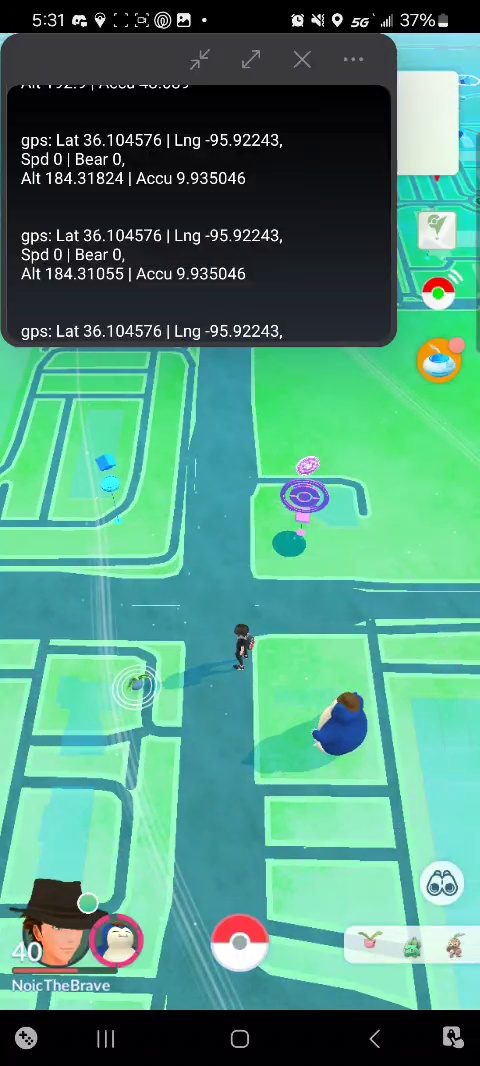 5:31
5G
37%
Alt 192.9 | Accu
gps: Lat 36.104576 | Lng -95.92243,
Spd 0 | Bear 0,
Alt 184.31824 | Accu 9.935046
gps: Lat 36.104576 | Lng -95.92243,
Spd 0 | Bear 0,
Alt 184.31055 | Accu 9.935046
gps: Lat 36.104576 | Lng -95.92243,
40
NoicTheBrave